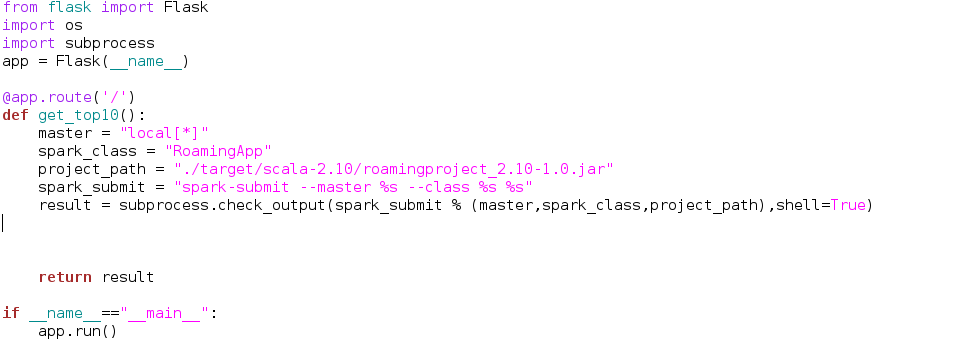 from flask import Flask
import os
import subprocess
app = Flask(__name__)
@app.route('/')
def get_top10():
    master = "local[*]"
    spark_class = "RoamingApp"
    project_path = "./target/scala-2.10/roamingproject_2.10-1.0.jar"
    spark_submit = "spark-submit --master %s --class %s %s"
    result = subprocess.check_output(spark_submit % (master,spark_class,project_path),shell=True)
    return result
if __name__=="__main__":
    app.run()